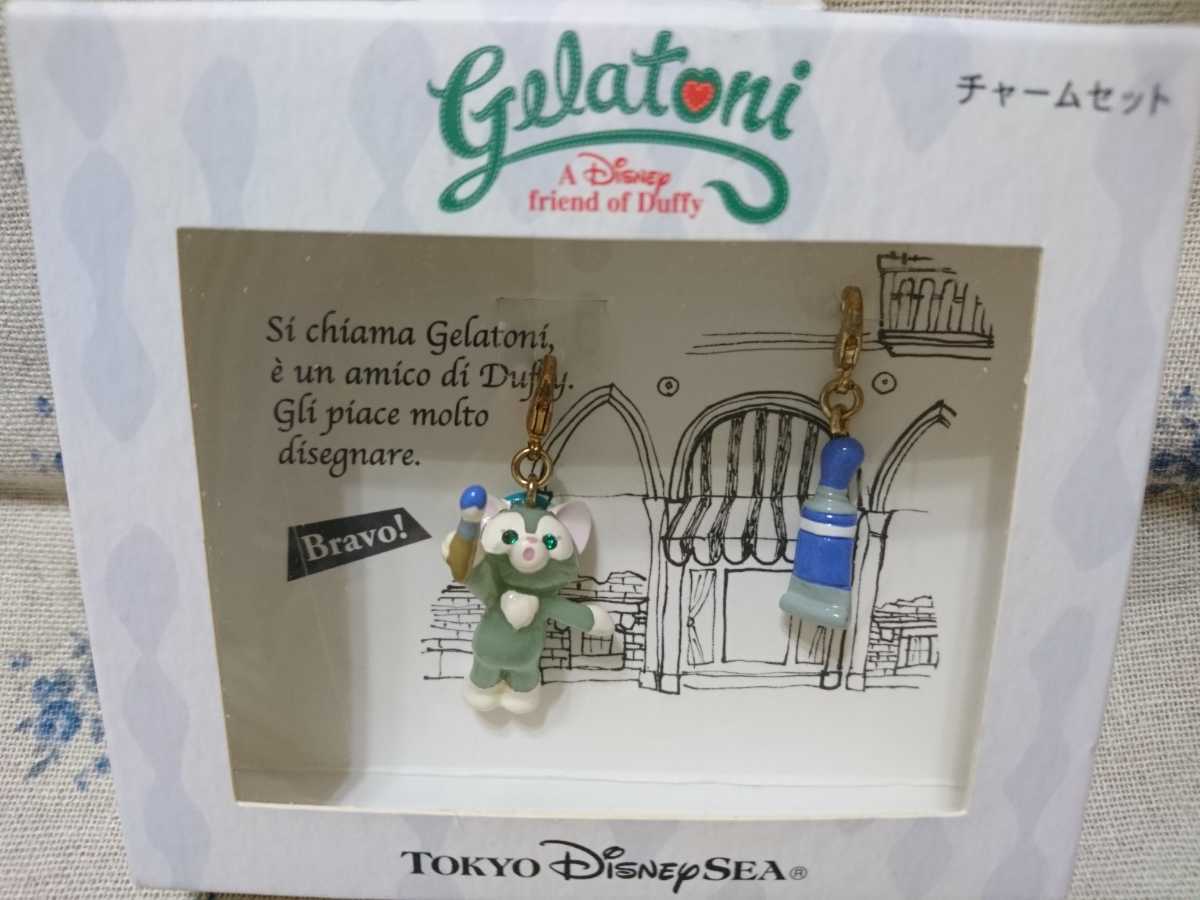 Gelatoni
A Disney
friend of Duffy
チャームセット
Si chiama Gelatoni,
è un amico di Duffy.
Gli piace molto
disegnare.
Bravo!
TOKYO DISNEYSEA®